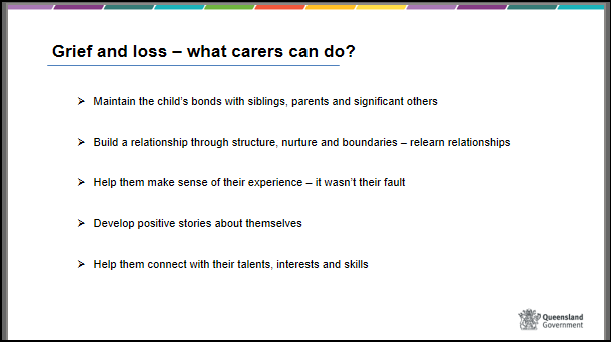 Grief and loss – what carers can do?
➢ Maintain the child's bonds with siblings, parents and significant others
➢ Build a relationship through structure, nurture and boundaries – relearn relationships
➢ Help them make sense of their experience – it wasn't their fault
➢ Develop positive stories about themselves
➢ Help them connect with their talents, interests and skills
Queensland
Government